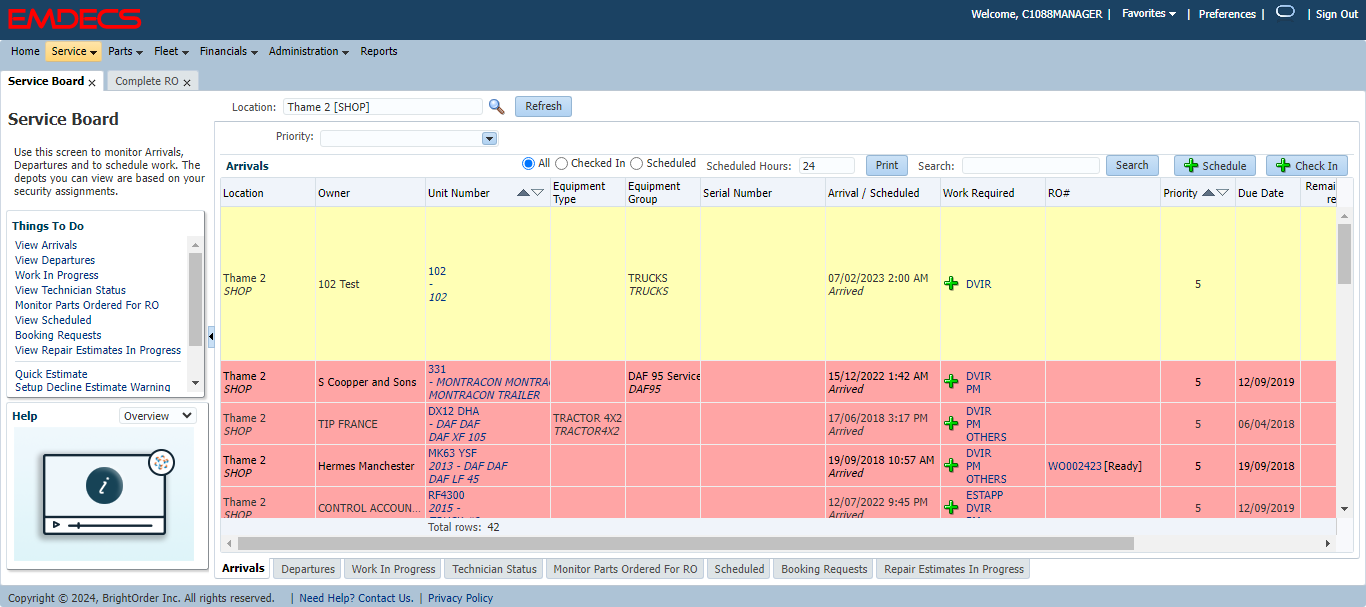 EMDECS
Welcome, C1088MANAGER | Favorites | Preferences | | Sign Out
Home Service Parts Fleet Financials Administration Reports
Service Board x Complete RO x
Service Board
Use this screen to monitor Arrivals,
Departures and to schedule work. The
depots you can view are based on your
security assignments.
Things To Do
View Arrivals
View Departures
Work In Progress
View Technician Status
Monitor Parts Ordered For RO
View Scheduled
Booking Requests
View Repair Estimates In Progress
Quick Estimate
Setup Decline Estimate Warning
Help Overview
i
Location: Thame 2 [SHOP] Refresh
Priority:
Arrivals All Checked In Scheduled Scheduled Hours: 24 Print Search: Search Schedule Check In
Location Owner Unit Number Equipment Type Equipment Group Serial Number Arrival / Scheduled Work Required RO# Priority Due Date Remai re
Thame 2 SHOP 102 Test 102 - 102 TRUCKS TRUCKS 07/02/2023 2:00 AM Arrived DVIR 5
Thame 2 SHOP S Coopper and Sons 331 - MONTRACON MONTRA MONTRACON TRAILER DAF 95 Service DAF95 15/12/2022 1:42 AM Arrived DVIR PM 5 12/09/2019
Thame 2 SHOP TIP FRANCE DX12 DHA - DAF DAF DAF XF 105 TRACTOR 4X2 TRACTOR4X2 17/06/2018 3:17 PM Arrived DVIR PM OTHERS 5 06/04/2018
Thame 2 SHOP Hermes Manchester MK63 YSF 2013 - DAF DAF DAF LF 45 19/09/2018 10:57 AM Arrived DVIR PM OTHERS WO002423 [Ready] 5 19/09/2018
Thame 2 SHOP CONTROL ACCOUN... RF4300 2015 - 12/07/2022 9:45 PM Arrived ESTAPP DVIR 5 12/09/2019
Total rows: 42
Arrivals Departures Work In Progress Technician Status Monitor Parts Ordered For RO Scheduled Booking Requests Repair Estimates In Progress
Copyright © 2024, BrightOrder Inc. All rights reserved. | Need Help? Contact Us. | Privacy Policy